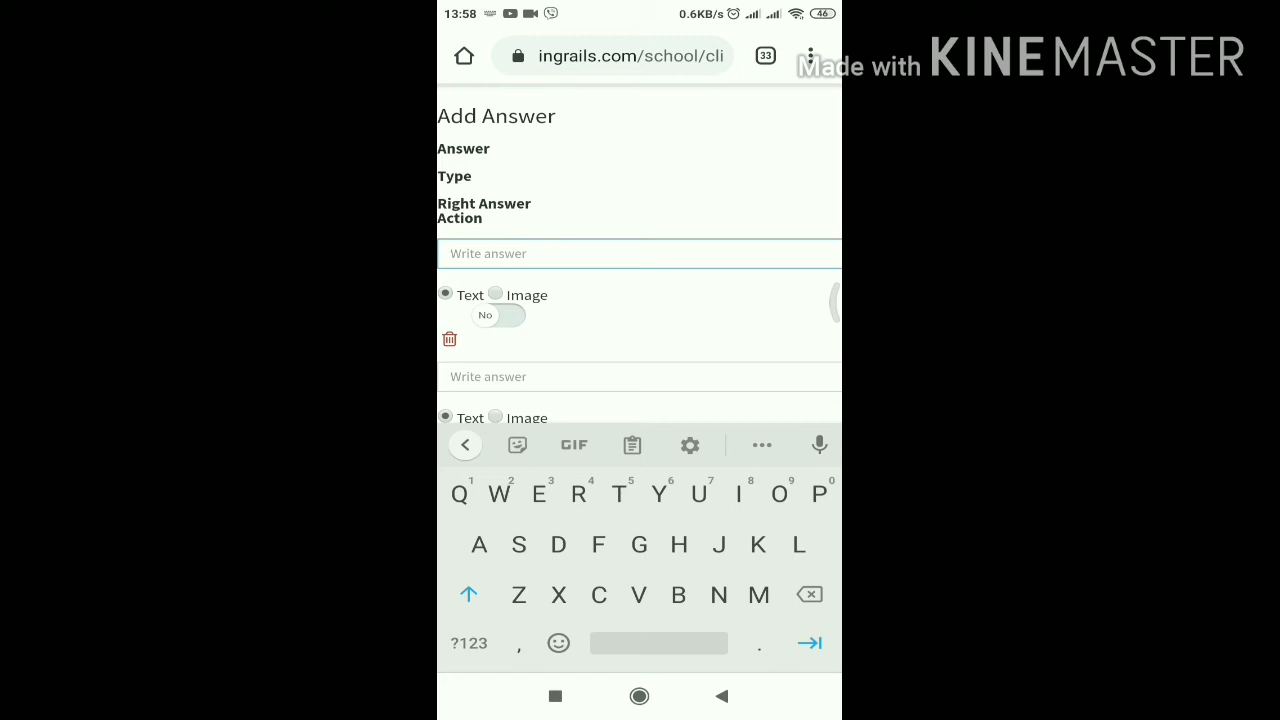 13:58
0.6KB/s
46
ingrails.com/school/cli
33
Made with KINEMASTER
Add Answer
Answer
Type
Right Answer
Action
Write answer
Text Image
No
Write answer
Text Image
GIF
1 2 3 4 5 6 7 8 9 0
Q W E R T Y U I O P
A S D F G H J K L
Z X C V B N M
?123 , .